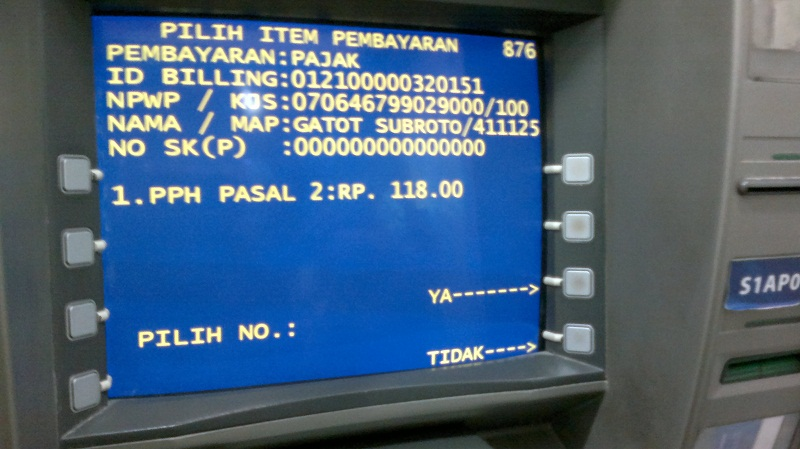 PILIH ITEM PEMBAYARAN 876
PEMBAYARAN:PAJAK
ID BILLING:012100000320151
NPWP / KJS:070646799029000/100
NAMA / MAP:GATOT SUBROTO/411125
NO SK(P) :000000000000000
1.PPH PASAL 2:RP. 118.00
YA------->
PILIH NO.:
TIDAK---->
S1AP0